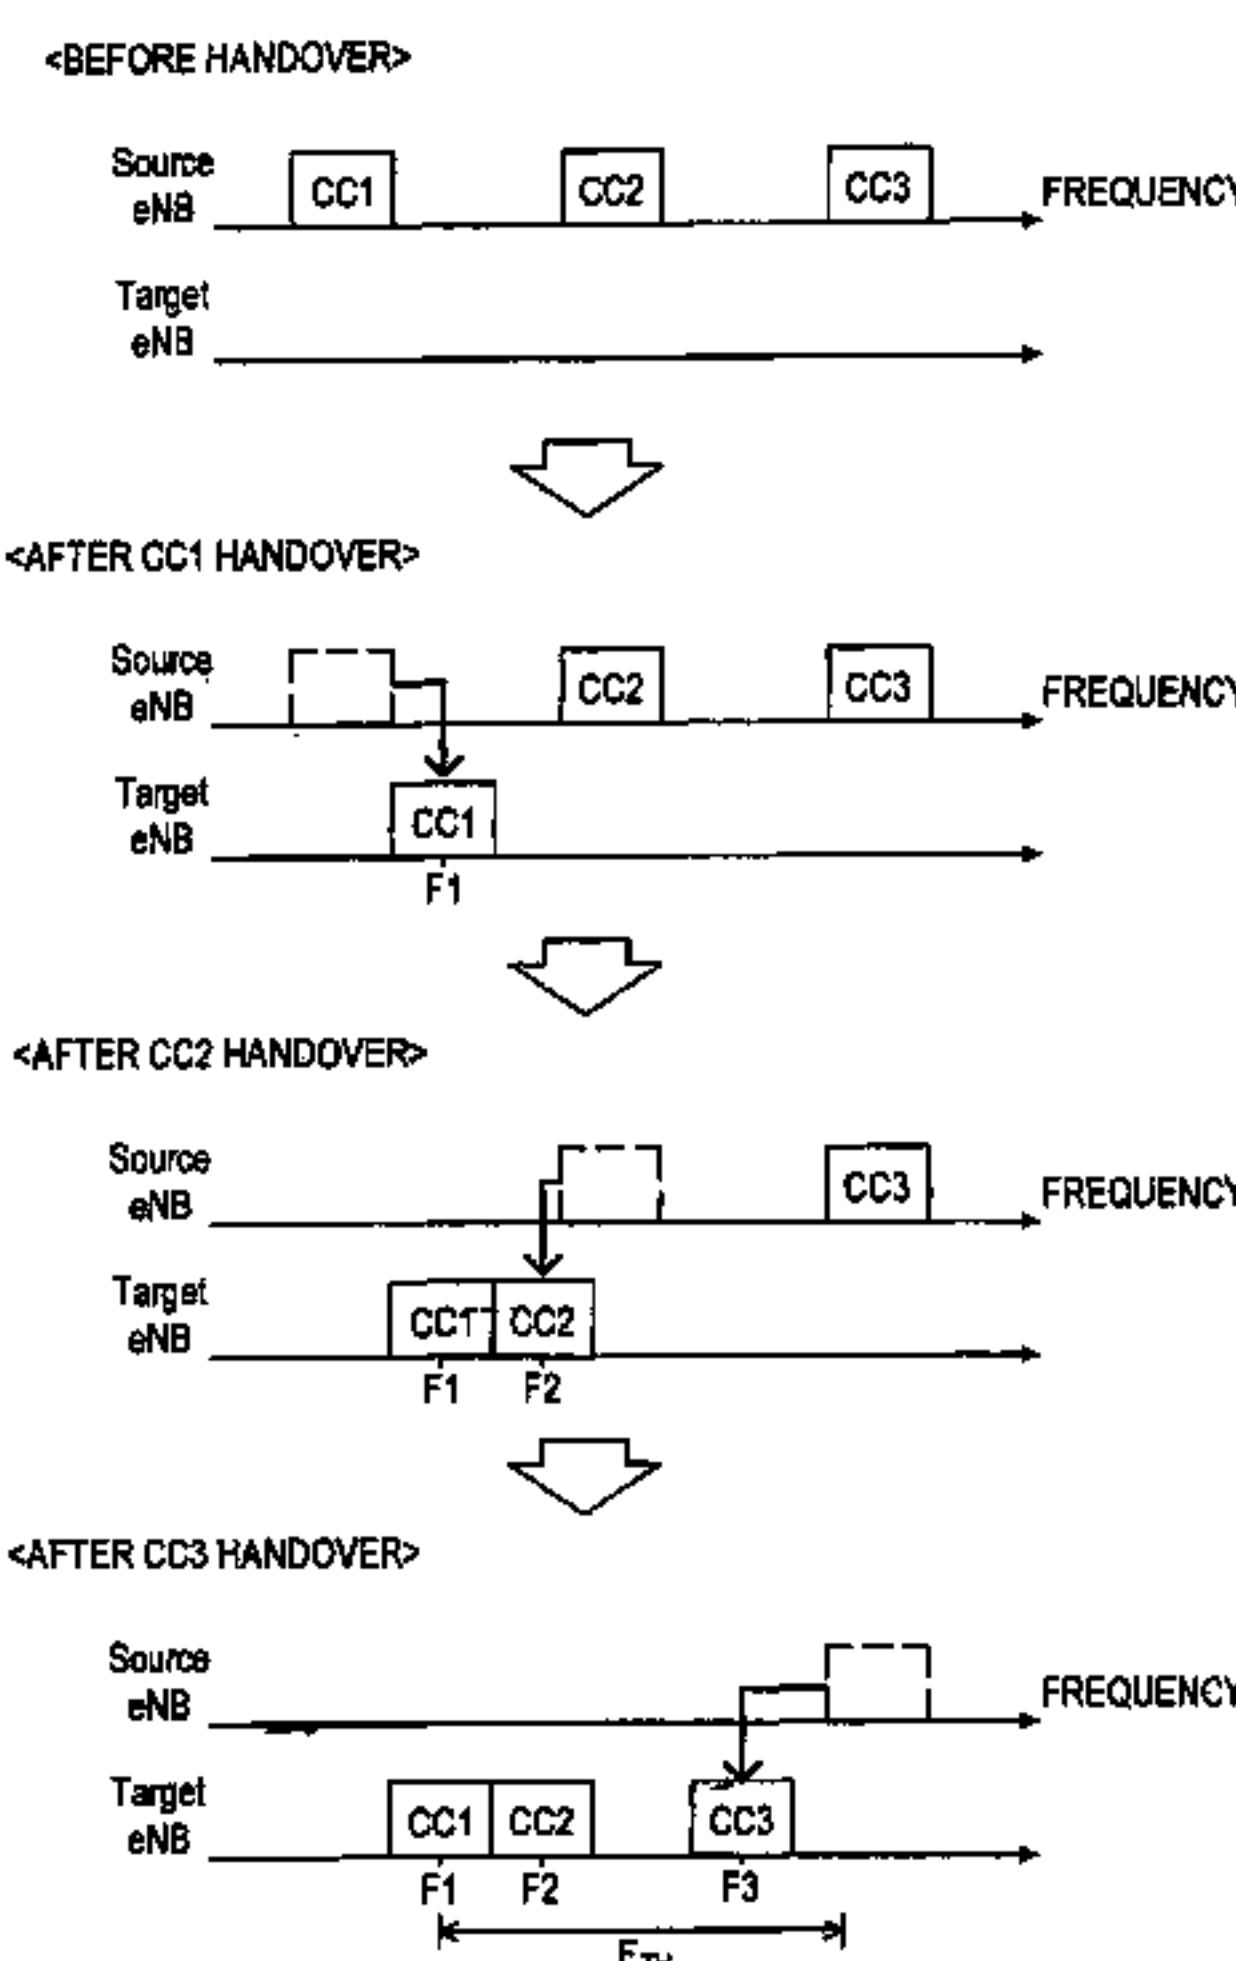 <BEFORE HANDOVER>
Source
eNB
CC1
CC2
CC3
FREQUENCY
Target
eNB
<AFTER CC1 HANDOVER>
Source
eNB
CC2
CC3
FREQUENCY
Target
eNB
CC1
F1
<AFTER CC2 HANDOVER>
Source
eNB
CC3
FREQUENCY
Target
eNB
CC1
CC2
F1
F2
<AFTER CC3 HANDOVER>
Source
eNB
FREQUENCY
Target
eNB
CC1
CC2
CC3
F1
F2
F3